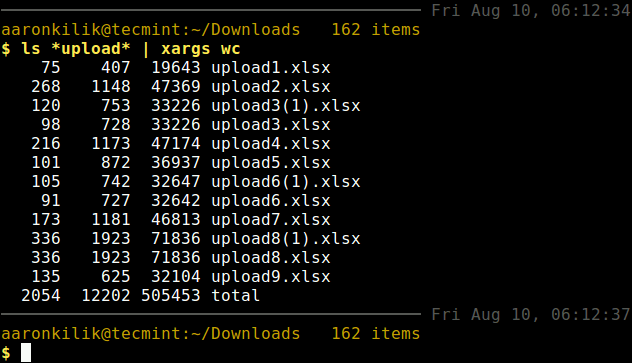 Fri Aug 10, 06:12:34
aaronkilik@tecmint:~/Downloads   162 items
$ ls *upload* | xargs wc
    75    407  19643 upload1.xlsx
   268   1148  47369 upload2.xlsx
   120    753  33226 upload3(1).xlsx
    98    728  33226 upload3.xlsx
   216   1173  47174 upload4.xlsx
   101    872  36937 upload5.xlsx
   105    742  32647 upload6(1).xlsx
    91    727  32642 upload6.xlsx
   173   1181  46813 upload7.xlsx
   336   1923  71836 upload8(1).xlsx
   336   1923  71836 upload8.xlsx
   135    625  32104 upload9.xlsx
  2054  12202 505453 total
Fri Aug 10, 06:12:37
aaronkilik@tecmint:~/Downloads   162 items
$